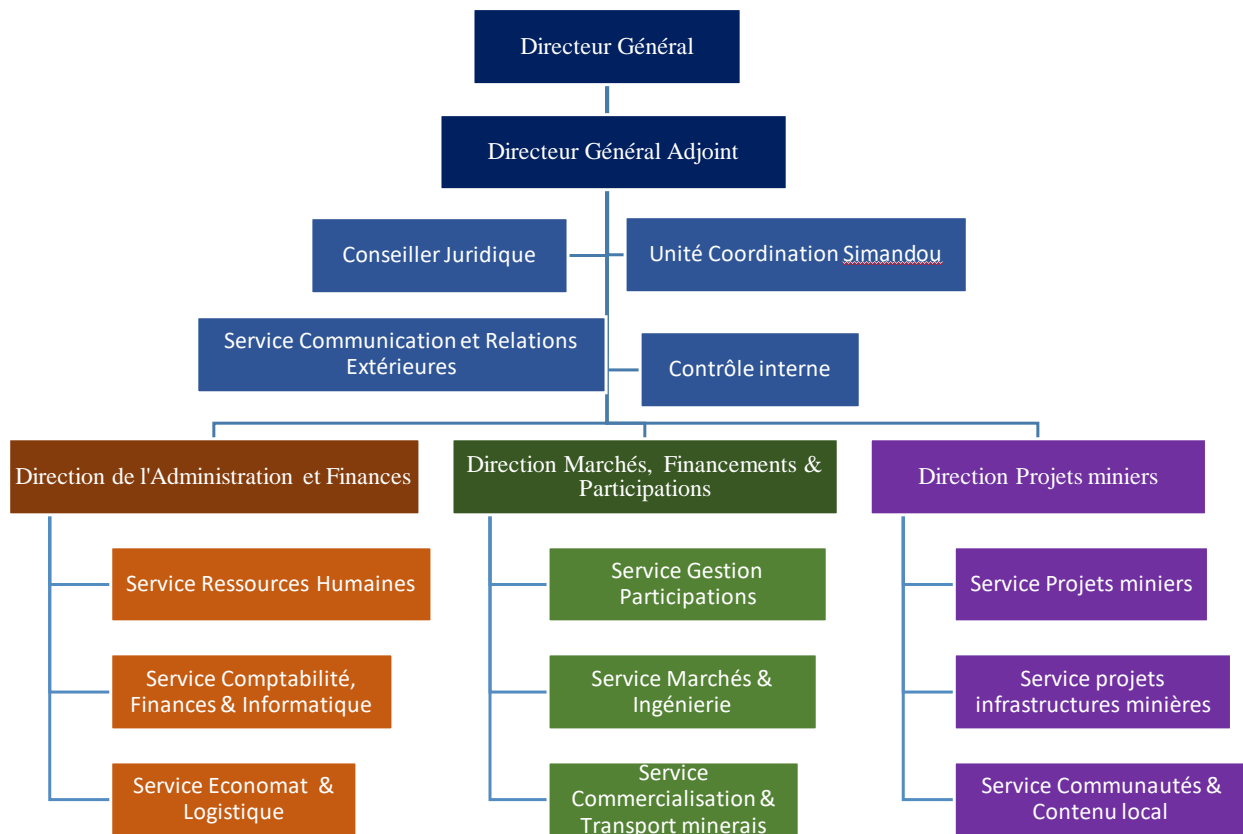 Directeur Général
Directeur Général Adjoint
Conseiller Juridique
Unité Coordination Simandou
Service Communication et Relations
Extérieures
Contrôle interne
Direction de l'Administration et Finances
Direction Marchés, Financements &
Participations
Direction Projets miniers
Service Ressources Humaines
Service Comptabilité,
Finances & Informatique
Service Economat &
Logistique
Service Gestion
Participations
Service Marchés &
Ingénierie
Service
Commercialisation &
Transport minerais
Service Projets miniers
Service projets
infrastructures minières
Service Communautés &
Contenu local